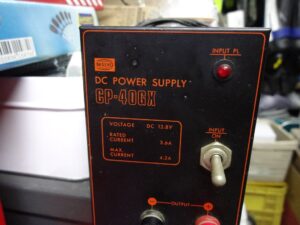 INPUT PL.
DC POWER SUPPLY
CP-40GX
VOLTAGE DC 13.8V
RATED
CURRENT 3.6A
MAX.
CURRENT 4.2A
INPUT
ON
OUTPUT